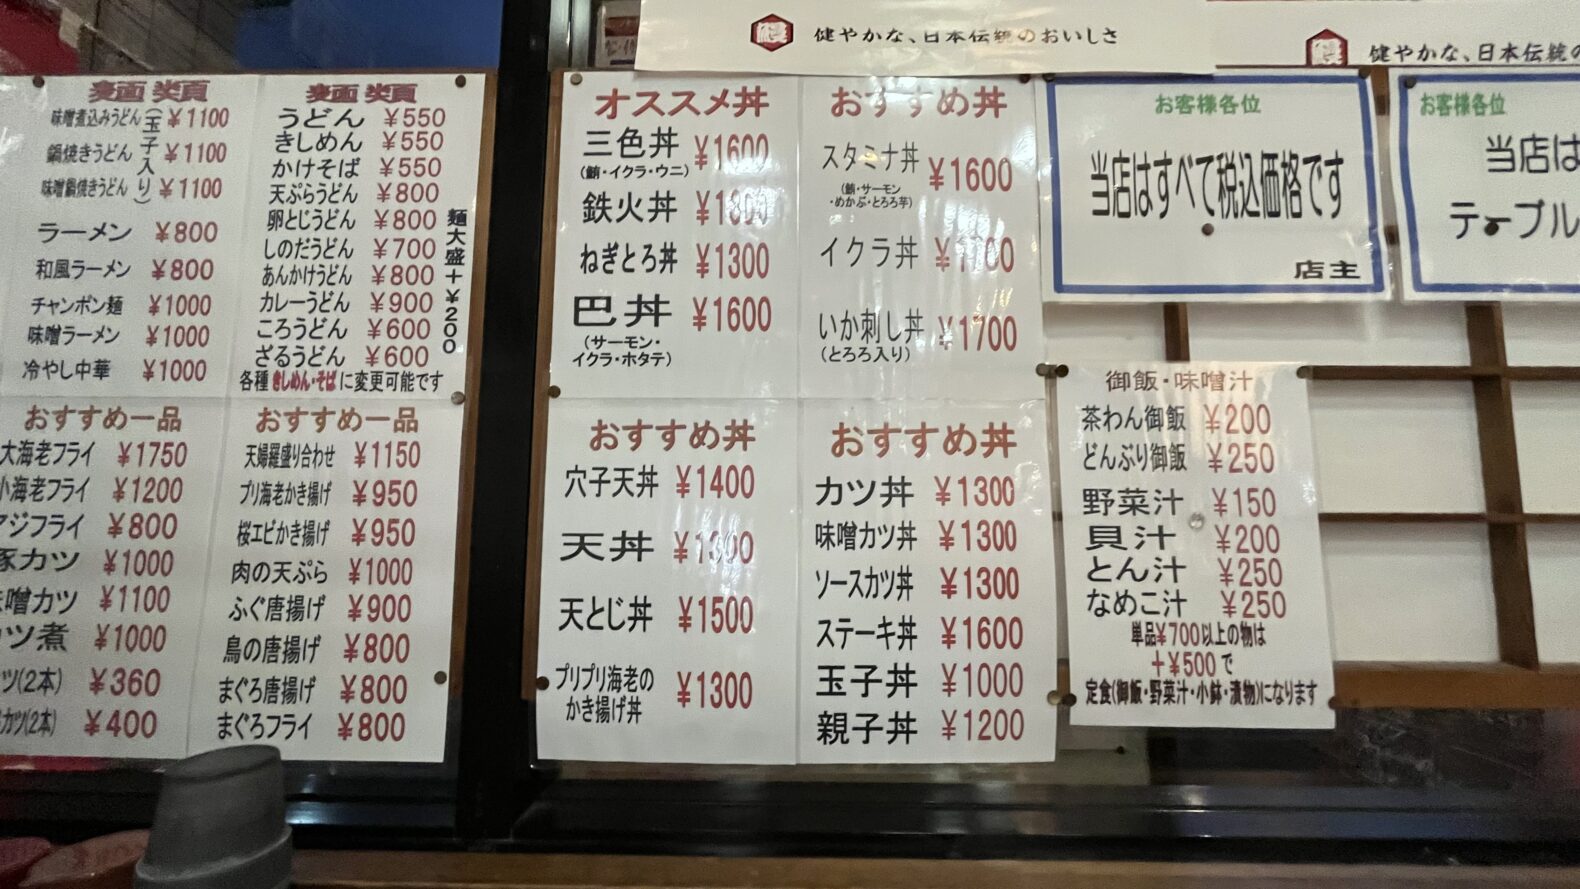 健やかな、日本伝統のおいしさ
健やかな、日本伝統の
麺類
味噌煮込みうどん ¥1100
鍋焼きうどん ¥1100
味噌鍋焼きうどん ¥1100
(玉子入り)
ラーメン ¥800
和風ラーメン ¥800
チャンポン麺 ¥1000
味噌ラーメン ¥1000
冷やし中華 ¥1000
麺類
うどん ¥550
きしめん ¥550
かけそば ¥550
天ぷらうどん ¥800
卵とじうどん ¥800
しのだうどん ¥700
あんかけうどん ¥800
カレーうどん ¥900
ころうどん ¥600
ざるうどん ¥600
麺大盛+¥200
各種きしめん・そばに変更可能です
おすすめ一品
大海老フライ ¥1750
小海老フライ ¥1200
アジフライ ¥800
カツ ¥1000
噌カツ ¥1100
ツ煮 ¥1000
ツ(2本) ¥360
カツ(2本) ¥400
おすすめ一品
天婦羅盛り合わせ ¥1150
プリ海老かき揚げ ¥950
桜エビかき揚げ ¥950
肉の天ぷら ¥1000
ふぐ唐揚げ ¥900
鳥の唐揚げ ¥800
まぐろ唐揚げ ¥800
まぐろフライ ¥800
オススメ丼
三色丼 ¥1600
(鮪・イクラ・ウニ)
鉄火丼
ねぎとろ丼 ¥1300
巴丼 ¥1600
(サーモン・
イクラ・ホタテ)
おすすめ丼
スタミナ丼 ¥1600
(鮪・サーモン
・めかぶ・とろろ芋)
イクラ丼
いか刺し丼 ¥1700
(とろろ入り)
おすすめ丼
穴子天丼 ¥1400
天丼 ¥1300
天とじ丼 ¥1500
プリプリ海老の
かき揚げ丼 ¥1300
おすすめ丼
カツ丼 ¥1300
味噌カツ丼 ¥1300
ソースカツ丼 ¥1300
ステーキ丼 ¥1600
玉子丼 ¥1000
親子丼 ¥1200
お客様各位
当店はすべて税込価格です
店主
お客様各位
当店は
テーブル
御飯・味噌汁
茶わん御飯 ¥200
どんぶり御飯 ¥250
野菜汁 ¥150
貝汁 ¥200
とん汁 ¥250
なめこ汁 ¥250
単品¥700以上の物は
+¥500で
定食(御飯・野菜汁・小鉢・漬物)になります